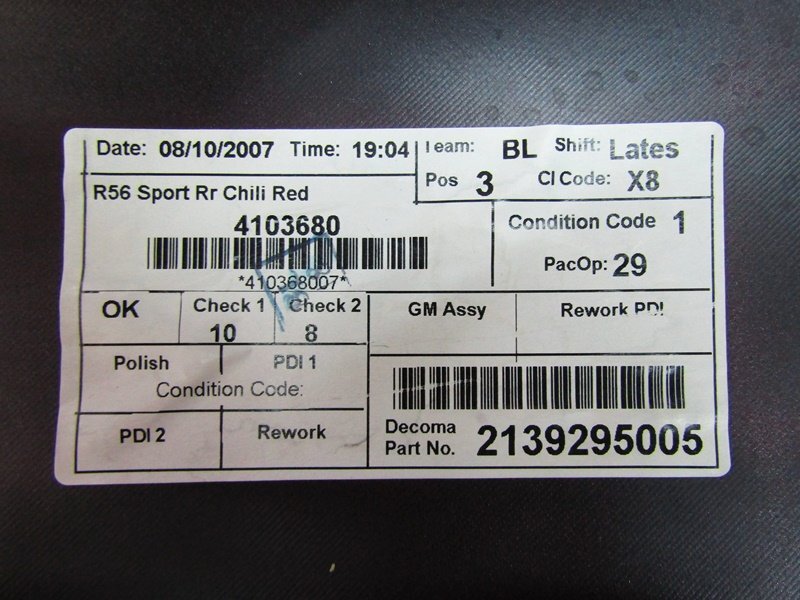 Date: 08/10/2007 Time: 19:04
Team: BL Shift: Lates
Pos 3 CI Code: X8
R56 Sport Rr Chili Red
4103680
*410368007*
Condition Code 1
PacOp: 29
OK Check 1 Check 2
10 8
GM Assy Rework PDI
Polish PDI 1
Condition Code:
PDI 2 Rework
Decoma
Part No. 2139295005